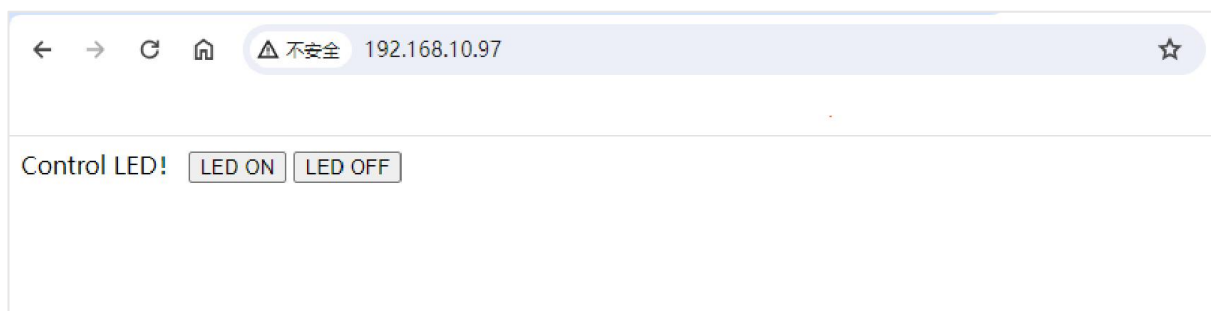 不安全 192.168.10.97
Control LED! LED ON LED OFF